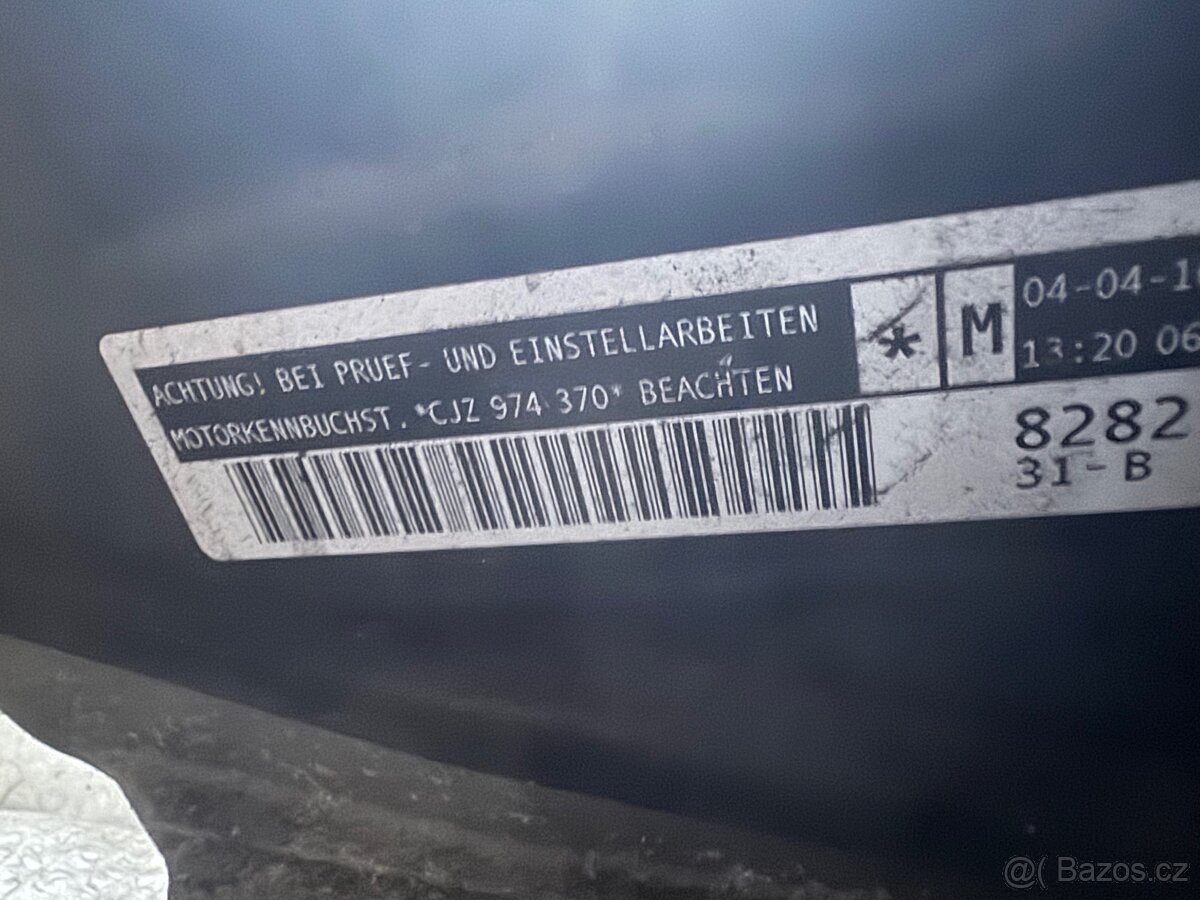 ACHTUNG! BEI PRUEF- UND EINSTELLARBEITEN
MOTORKENNBUCHST. *CJZ 974 370* BEACHTEN
*
M
04-04-1
13:20 06
8282
31-B
@( Bazos.cz